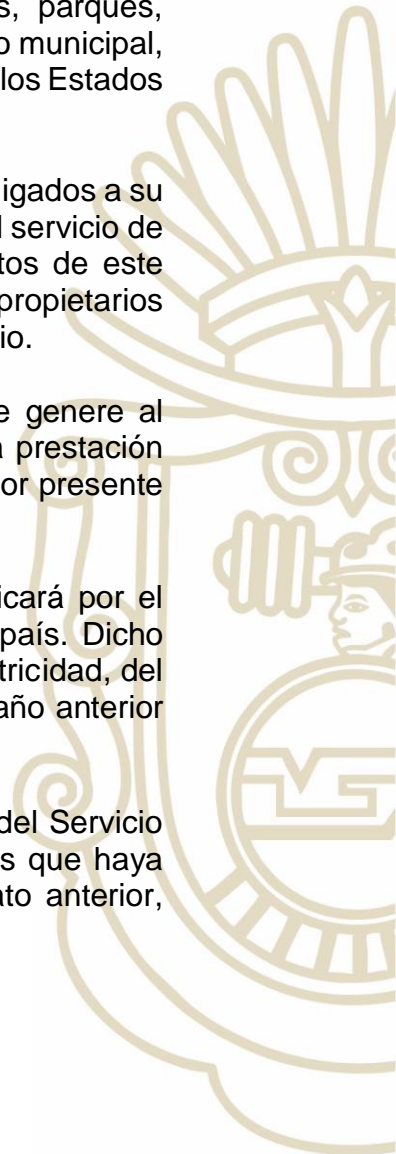 s, parques,
o municipal,
los Estados
igados a su
l servicio de
tos de este
propietarios
io.
e genere al
a prestación
or presente
icará por el
país. Dicho
tricidad, del
año anterior
del Servicio
s que haya
ato anterior,